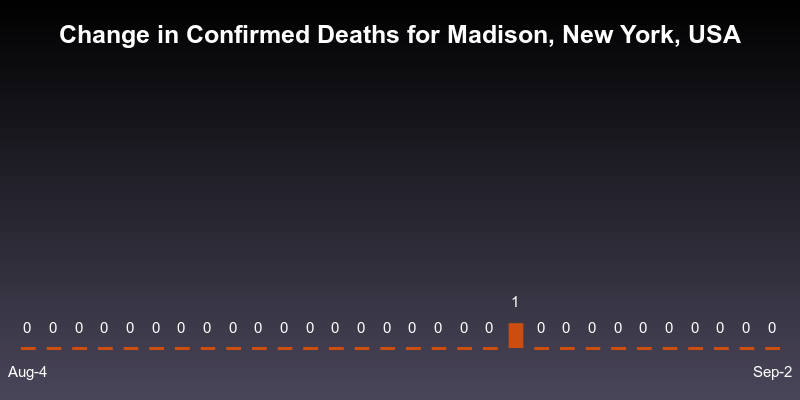 Change in Confirmed Deaths for Madison, New York, USA
1
0 0 0 0 0 0 0 0 0 0 0 0 0 0 0 0 0 0 0 0 0 0 0 0 0 0 0 0 0
Aug-4 Sep-2